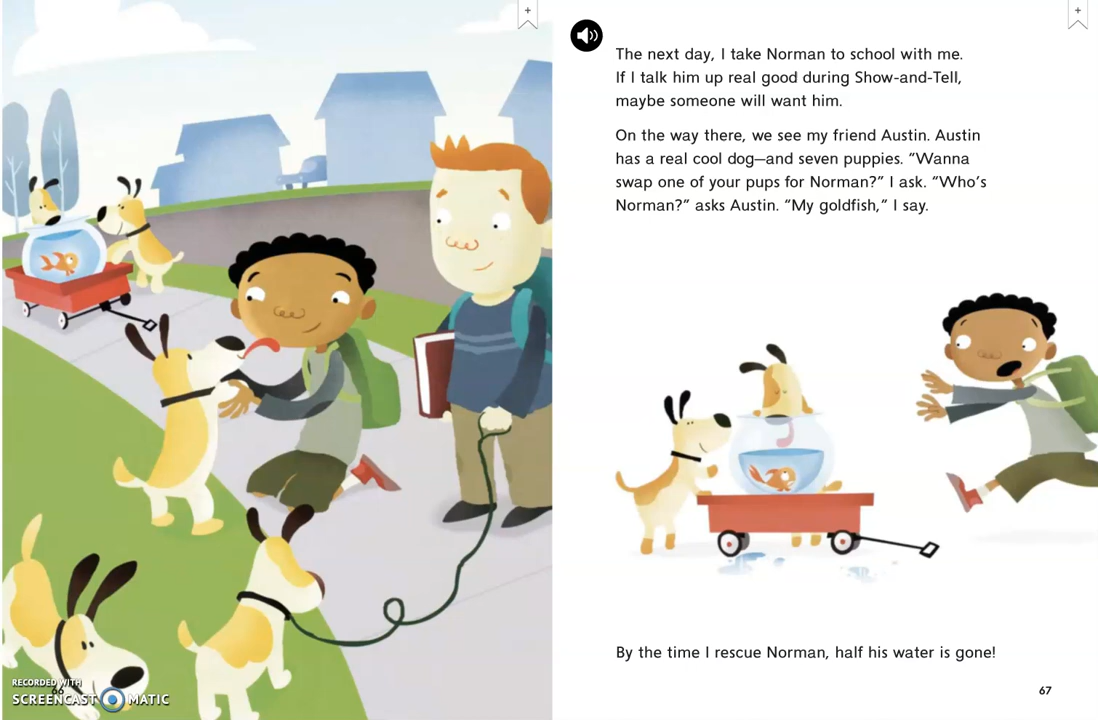 The next day, I take Norman to school with me.
If I talk him up real good during Show-and-Tell,
maybe someone will want him.
On the way there, we see my friend Austin. Austin
has a real cool dog—and seven puppies. “Wanna
swap one of your pups for Norman?” I ask. “Who’s
Norman?” asks Austin. “My goldfish,” I say.
By the time I rescue Norman, half his water is gone!
67
RECORDED WITH
SCREENCAST MATIC